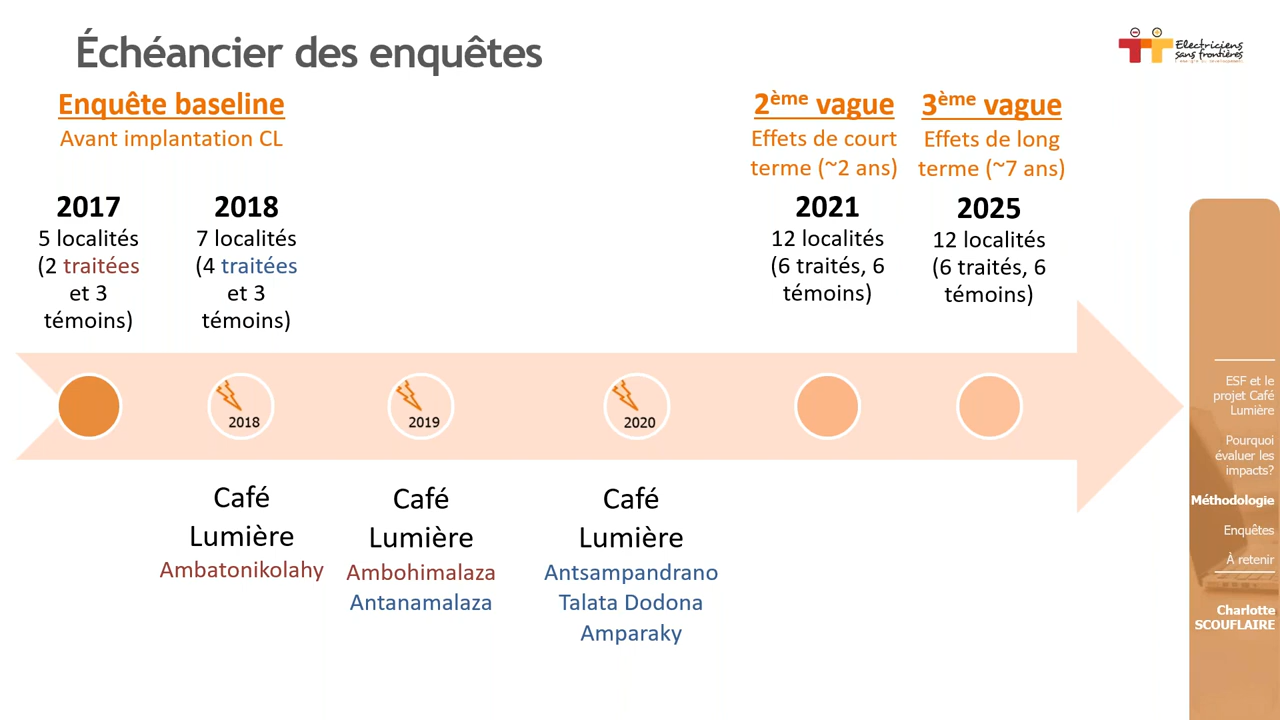 Échéancier des enquêtes
Electriciens
sans frontières
Enquête baseline
Avant implantation CL
2ème vague
Effets de court
terme (~2 ans)
3ème vague
Effets de long
terme (~7 ans)
2017
5 localités
(2 traitées
et 3
témoins)
2018
7 localités
(4 traitées
et 3
témoins)
2021
12 localités
(6 traités, 6
témoins)
2025
12 localités
(6 traités, 6
témoins)
2018
2019
2020
Café
Lumière
Ambatonikolahy
Café
Lumière
Ambohimalaza
Antanamalaza
Café
Lumière
Antsampandrano
Talata Dodona
Amparaky
ESF et le
projet Café
Lumière
Pourquoi
évaluer les
impacts?
Méthodologie
Enquêtes
À retenir
Charlotte
SCOUFLAIRE